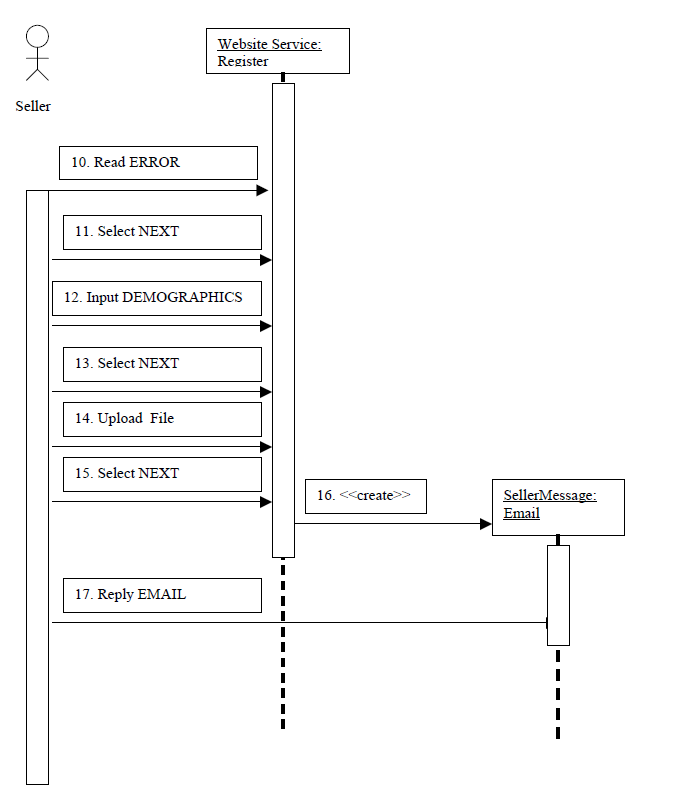 Website Service:
Register
Seller
10. Read ERROR
11. Select NEXT
12. Input DEMOGRAPHICS
13. Select NEXT
14. Upload  File
15. Select NEXT
16. <<create>>
SellerMessage:
Email
17. Reply EMAIL